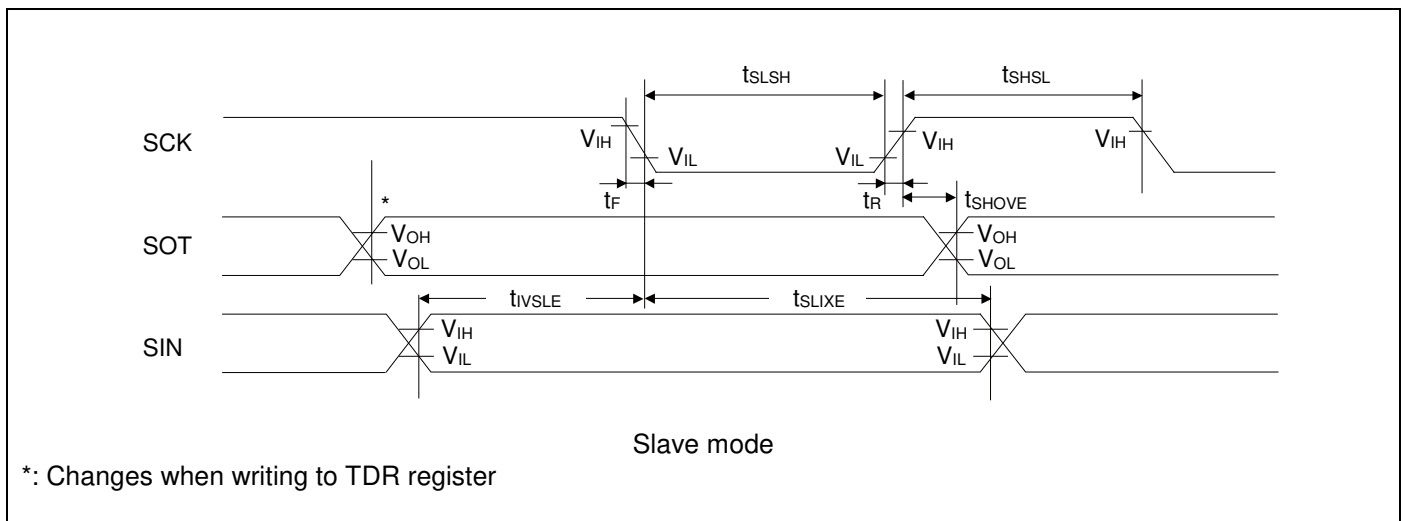 tSLSH tSHSL
SCK VIH VIL VIL VIH VIH
tF tR tSHOVE
*
SOT VOH VOH
VOL VOL
tIVSLE tSLIXE
VIH VIH
SIN VIL VIL
Slave mode
*: Changes when writing to TDR register